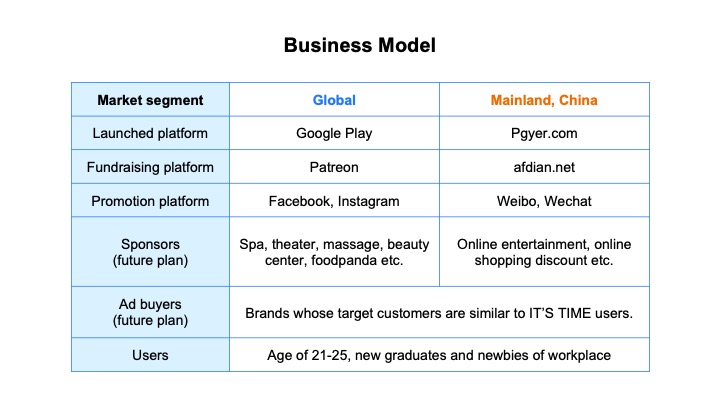 Business Model
Market segment
Global
Mainland, China
Launched platform
Google Play
Pgyer.com
Fundraising platform
Patreon
afdian.net
Promotion platform
Facebook, Instagram
Weibo, Wechat
Sponsors
(future plan)
Spa, theater, massage, beauty
center, foodpanda etc.
Online entertainment, online
shopping discount etc.
Ad buyers
(future plan)
Brands whose target customers are similar to IT’S TIME users.
Users
Age of 21-25, new graduates and newbies of workplace